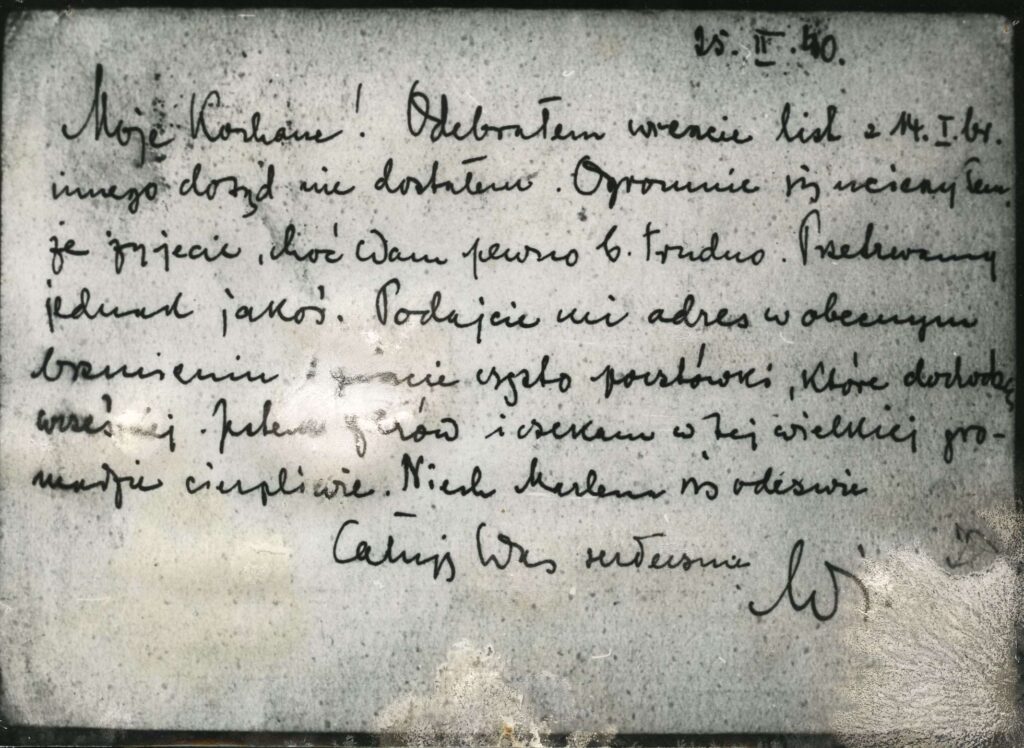 25. II. 40.
Moje Kochane! Odebrałem wreszcie list z 14. I. br.
innego dotąd nie dostałem. Ogromnie się ucieszyłem,
że żyjecie, choć Wam pewno b. trudno. Przetrwamy
jednak jakoś. Podajcie mi adres w obecnym
brzmieniu i piszcie często pocztówki, które dochodzą
wcześniej. Jestem zdrów i czekam w tej wielkiej gro-
madzie cierpliwie. Niech Marlena się odezwie
Całuję Was serdecznie